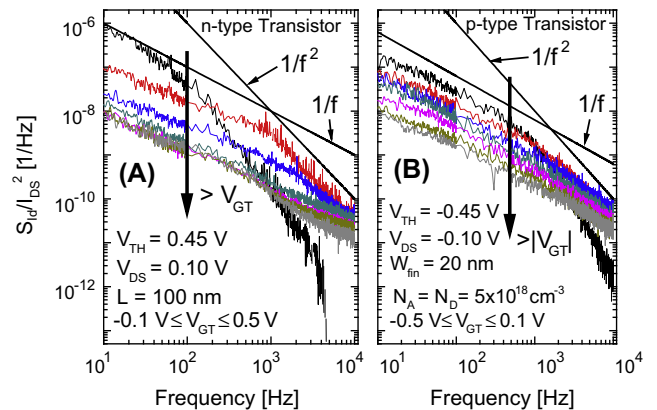 n-type Transistor
p-type Transistor
S_Id/I_DS^2 [1/Hz]
10^-2
10^-4
10^-6
10^-8
10^-10
10^-12
1/f^2
1/f
(A)
> V_GT
V_TH = 0.45 V
V_DS = 0.10 V
L = 100 nm
-0.1 V ≤ V_GT ≤ 0.5 V
10^1 10^2 10^3 10^4
Frequency [Hz]
1/f^2
1/f
(B)
>|V_GT|
V_TH = -0.45 V
V_DS = -0.10 V
W_fin = 20 nm
N_A = N_D = 5x10^18 cm^-3
-0.5 V ≤ V_GT ≤ 0.1 V
10^1 10^2 10^3 10^4
Frequency [Hz]